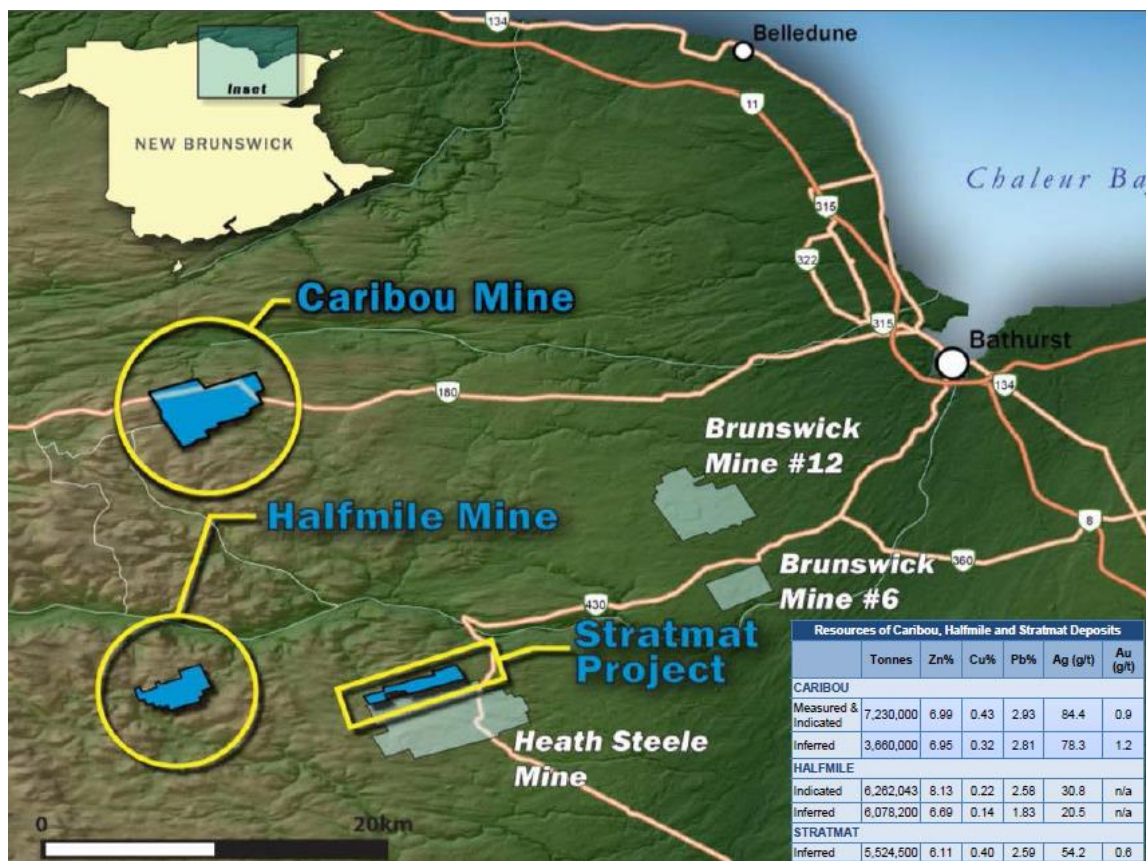 134
Belledune
Inset
NEW BRUNSWICK
11
Chaleur Ba
315
322
Caribou Mine
315
Bathurst
180
134
Brunswick
Mine #12
Halfmile Mine
8
Brunswick
Mine #6
360
430
Stratmat
Project
Heath Steele
Mine
0 20km
Resources of Caribou, Halfmile and Stratmat Deposits
Tonnes Zn% Cu% Pb% Ag (g/t) Au (g/t)
CARIBOU
Measured & Indicated 7,230,000 6.99 0.43 2.93 84.4 0.9
Inferred 3,660,000 6.95 0.32 2.81 78.3 1.2
HALFMILE
Indicated 6,262,043 8.13 0.22 2.58 30.8 n/a
Inferred 6,078,200 6.69 0.14 1.83 20.5 n/a
STRATMAT
Inferred 5,524,500 6.11 0.40 2.59 54.2 0.6